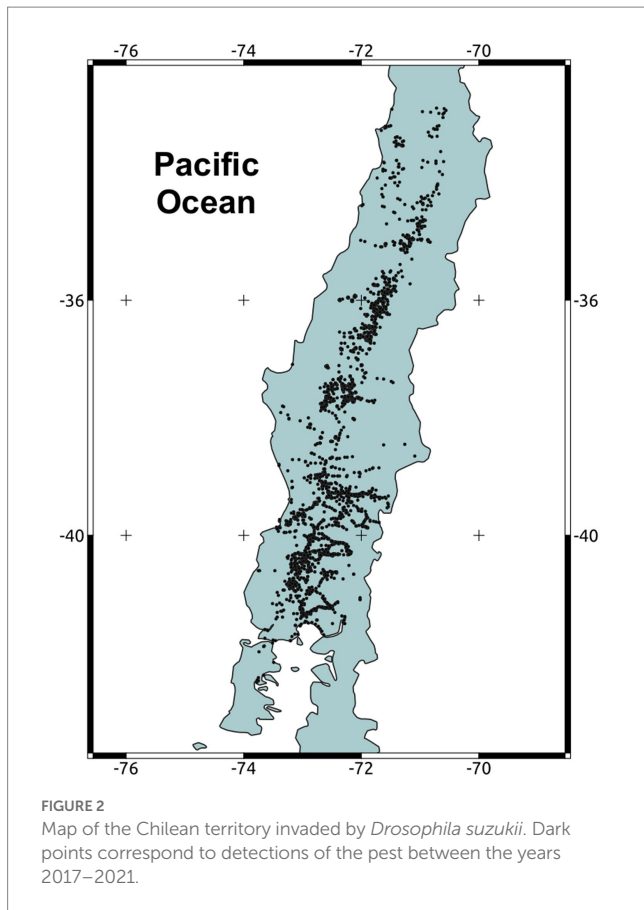 -76 -74 -72 -70
Pacific
Ocean
-36 -36
-40 -40
-76 -74 -72 -70
FIGURE 2
Map of the Chilean territory invaded by Drosophila suzukii. Dark
points correspond to detections of the pest between the years
2017–2021.